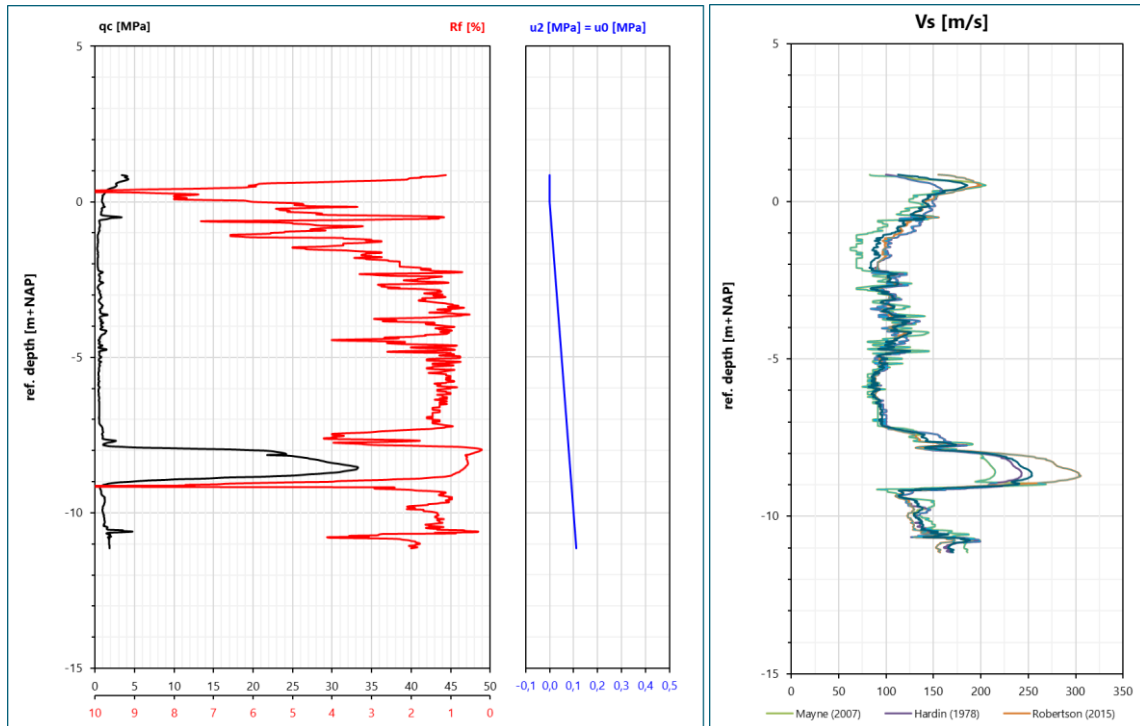 qc [MPa] Rf [%] u2 [MPa] = u0 [MPa]
Vs [m/s]
5 5
0 0
ref. depth [m+NAP] ref. depth [m+NAP]
-5 -5
-10 -10
-15 -15
0 5 10 15 20 25 30 35 40 45 50
-0,1 0,0 0,1 0,2 0,3 0,4 0,5
0 50 100 150 200 250 300 350
10 9 8 7 6 5 4 3 2 1 0
Mayne (2007) Hardin (1978) Robertson (2015)